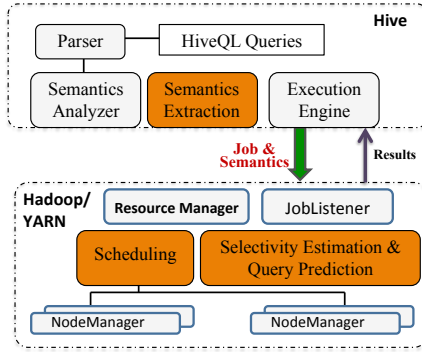 Hive
Parser
HiveQL Queries
Semantics
Analyzer
Semantics
Extraction
Execution
Engine
Job &
Semantics
Results
Hadoop/
YARN
Resource Manager
JobListener
Scheduling
Selectivity Estimation &
Query Prediction
NodeManager
NodeManager